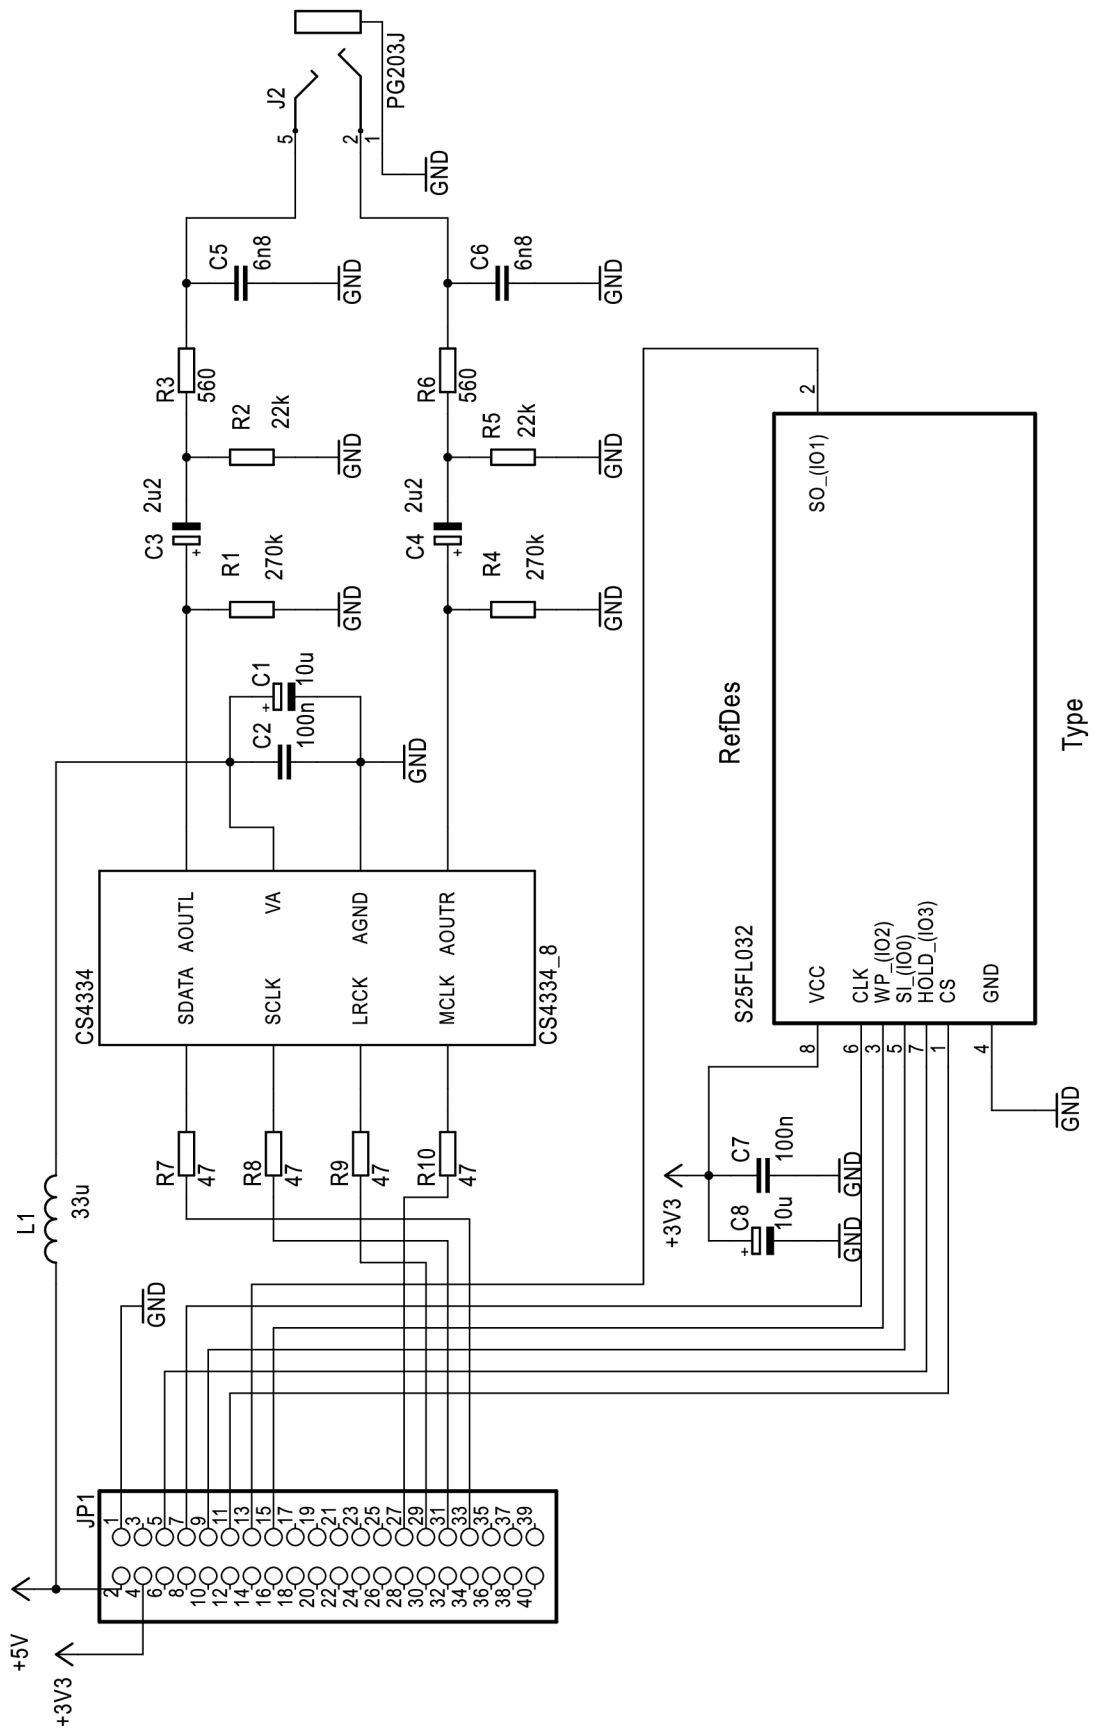 J2
PG203J
5
2
1
GND
C5
6n8
GND
C6
6n8
GND
R3
560
R2
22k
GND
R6
560
R5
22k
GND
2
SO_(IO1)
C3
2u2
+
R1
270k
GND
C4
2u2
+
R4
270k
GND
C1
10u
+
C2
100n
GND
RefDes
Type
CS4334
SDATA AOUTL
SCLK VA
LRCK AGND
MCLK AOUTR
CS4334_8
S25FL032
VCC
CLK
WP_(IO2)
SI_(IO0)
HOLD_(IO3)
CS
GND
8
6
3
5
7
1
4
GND
R7
47
R8
47
R9
47
R10
47
L1
33u
+3V3
C7
100n
GND
C8
10u
+
GND
GND
JP1
1
3
5
7
9
11
13
15
17
19
21
23
25
27
29
31
33
35
37
39
2
4
6
8
10
12
14
16
18
20
22
24
26
28
30
32
34
36
38
40
+5V
+3V3